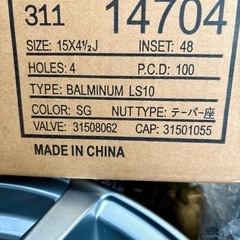 311 14704
SIZE: 15X4½J INSET: 48
HOLES: 4 P.C.D: 100
TYPE: BALMINUM LS10
COLOR: SG NUT TYPE: テーパー座
VALVE: 31508062 CAP: 31501055
MADE IN CHINA